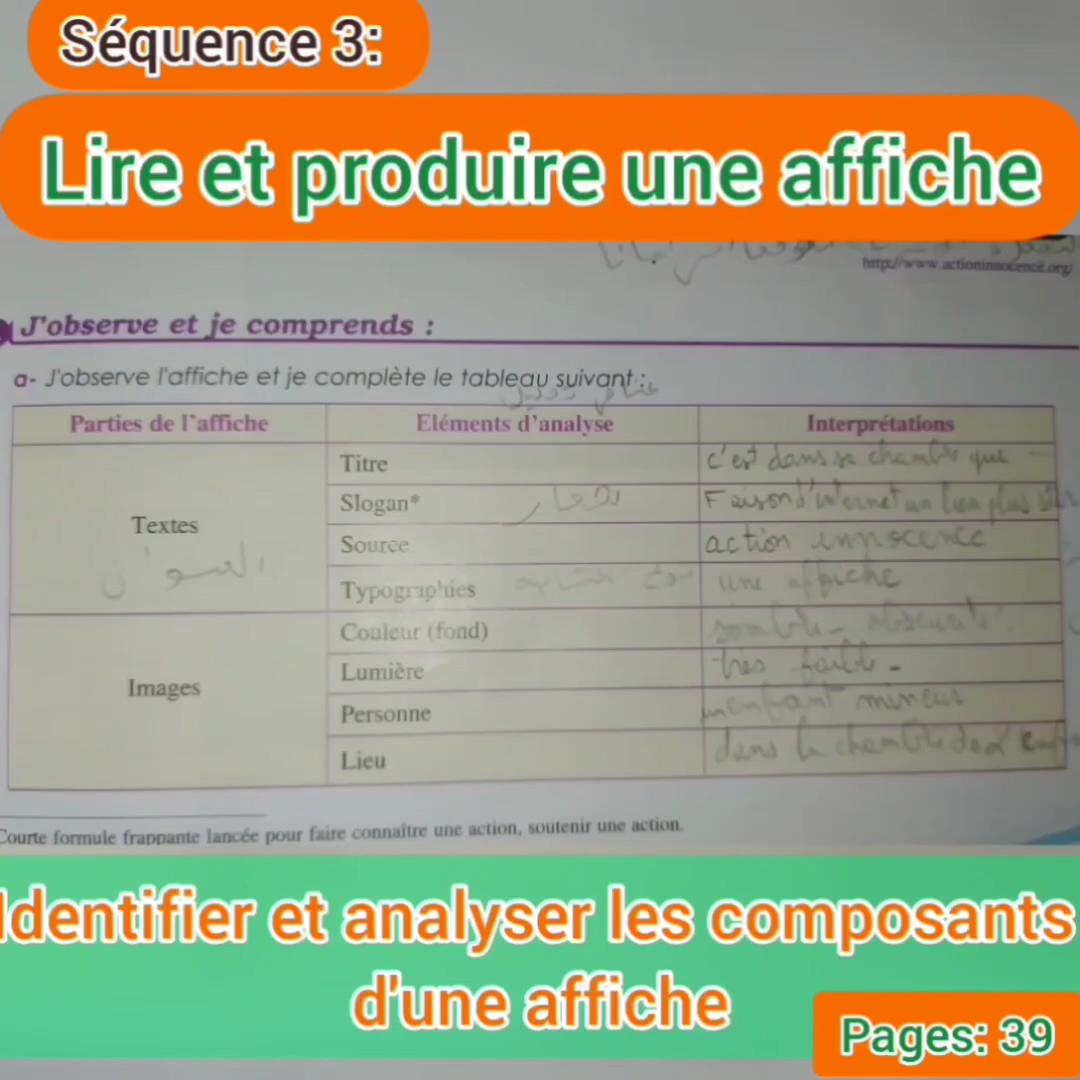 Séquence 3:
Lire et produire une affiche
http://www.actioninnocence.org/
J'observe et je comprends :
a- J'observe l'affiche et je complète le tableau suivant :
Parties de l'affiche Eléments d'analyse Interprétations
Textes
Titre c'est dans sa chambre que
Slogan* Faison d'internet un lien plus
Source action innocence
Typographies une affiche
Images
Couleur (fond) sombre - obscurité.
Lumière très faible -
Personne un enfant mineur
Lieu dans la chambre de
Courte formule frappante lancée pour faire connaître une action, soutenir une action.
Identifier et analyser les composants
d'une affiche
Pages: 39